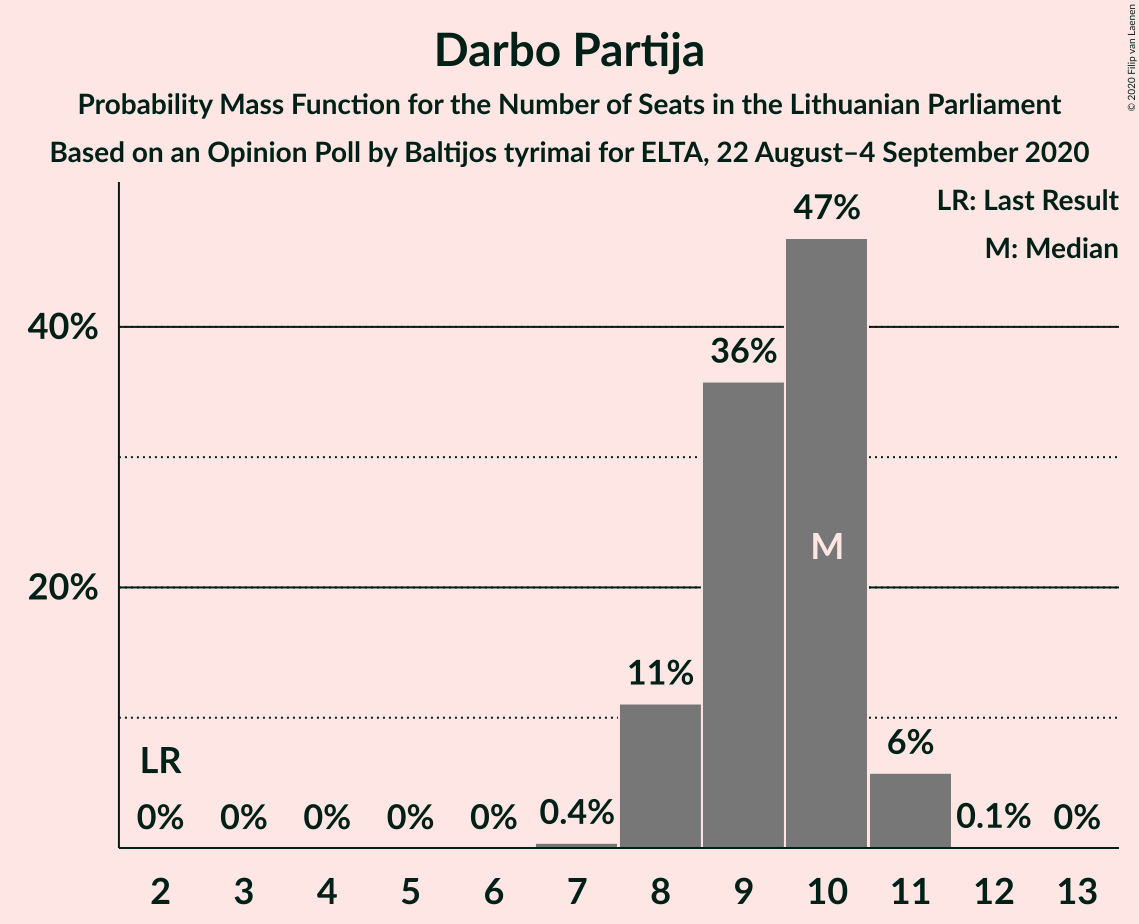 Darbo Partija
Probability Mass Function for the Number of Seats in the Lithuanian Parliament
Based on an Opinion Poll by Baltijos tyrimai for ELTA, 22 August–4 September 2020
© 2020 Filip van Laenen
LR: Last Result
M: Median
47%
40%
36%
M
20%
11%
LR
6%
0% 0% 0% 0% 0% 0.4% 0.1% 0%
2 3 4 5 6 7 8 9 10 11 12 13